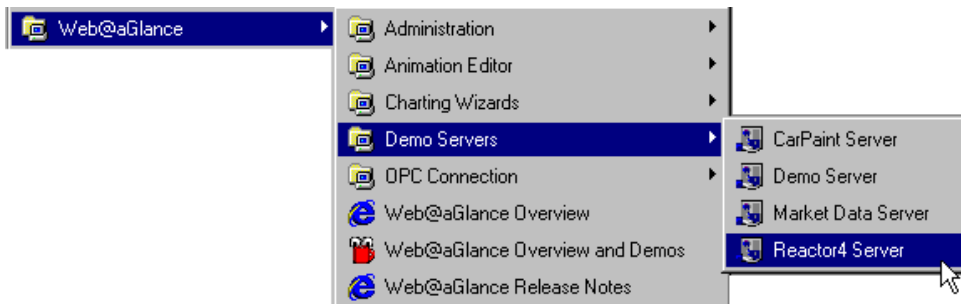 Web@aGlance
Administration
Animation Editor
Charting Wizards
Demo Servers
OPC Connection
Web@aGlance Overview
Web@aGlance Overview and Demos
Web@aGlance Release Notes
CarPaint Server
Demo Server
Market Data Server
Reactor4 Server